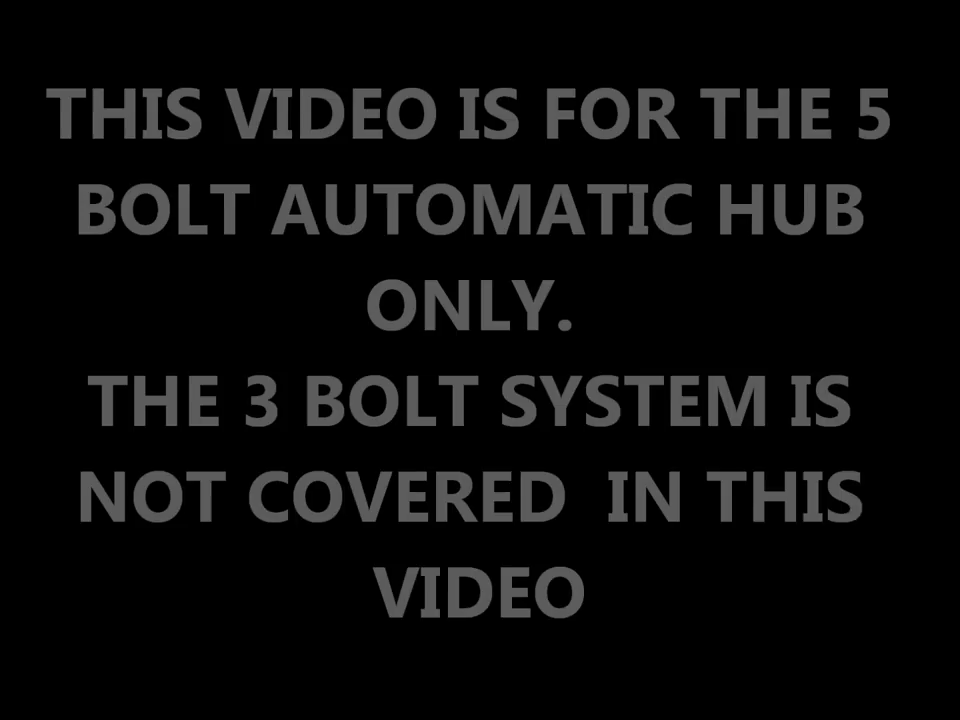 THIS VIDEO IS FOR THE 5
BOLT AUTOMATIC HUB
ONLY.
THE 3 BOLT SYSTEM IS
NOT COVERED  IN THIS
VIDEO